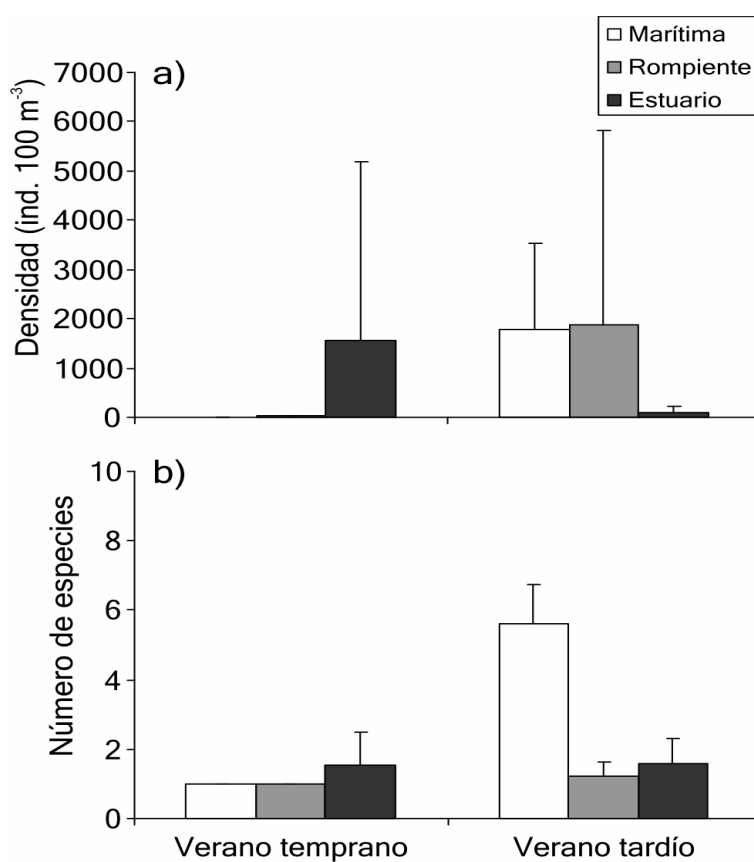 Marítima
Rompiente
Estuario
a)
Densidad (ind. 100 m⁻³)
7000
6000
5000
4000
3000
2000
1000
0
b)
Número de especies
10
8
6
4
2
0
Verano temprano Verano tardío